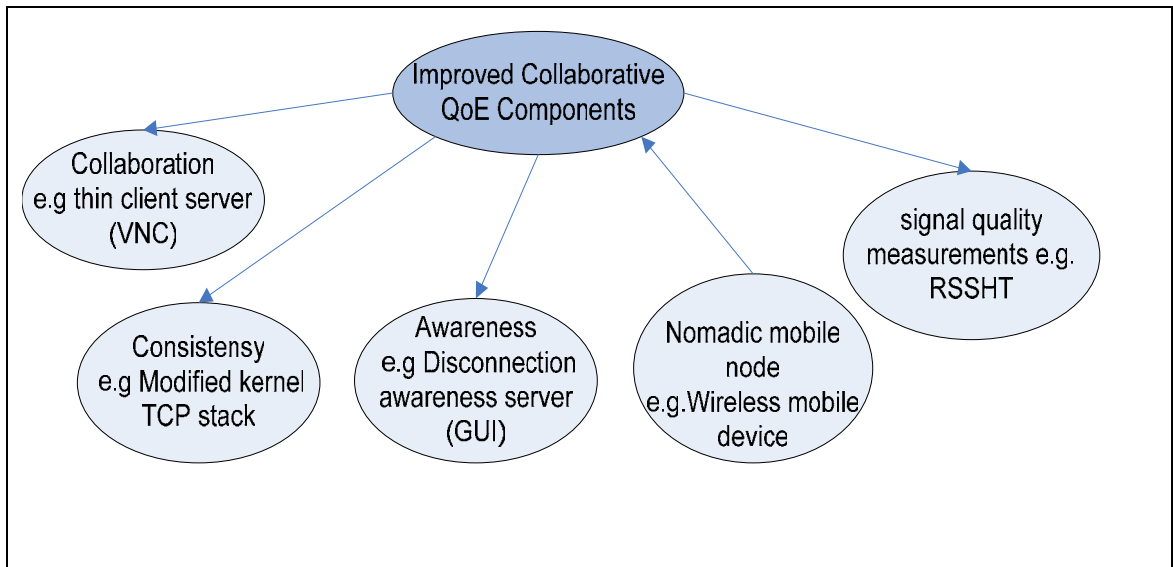 Improved Collaborative
QoE Components
Collaboration
e.g thin client server
(VNC)
Consistensy
e.g Modified kernel
TCP stack
Awareness
e.g Disconnection
awareness server
(GUI)
Nomadic mobile
node
e.g.Wireless mobile
device
signal quality
measurements e.g.
RSSHT